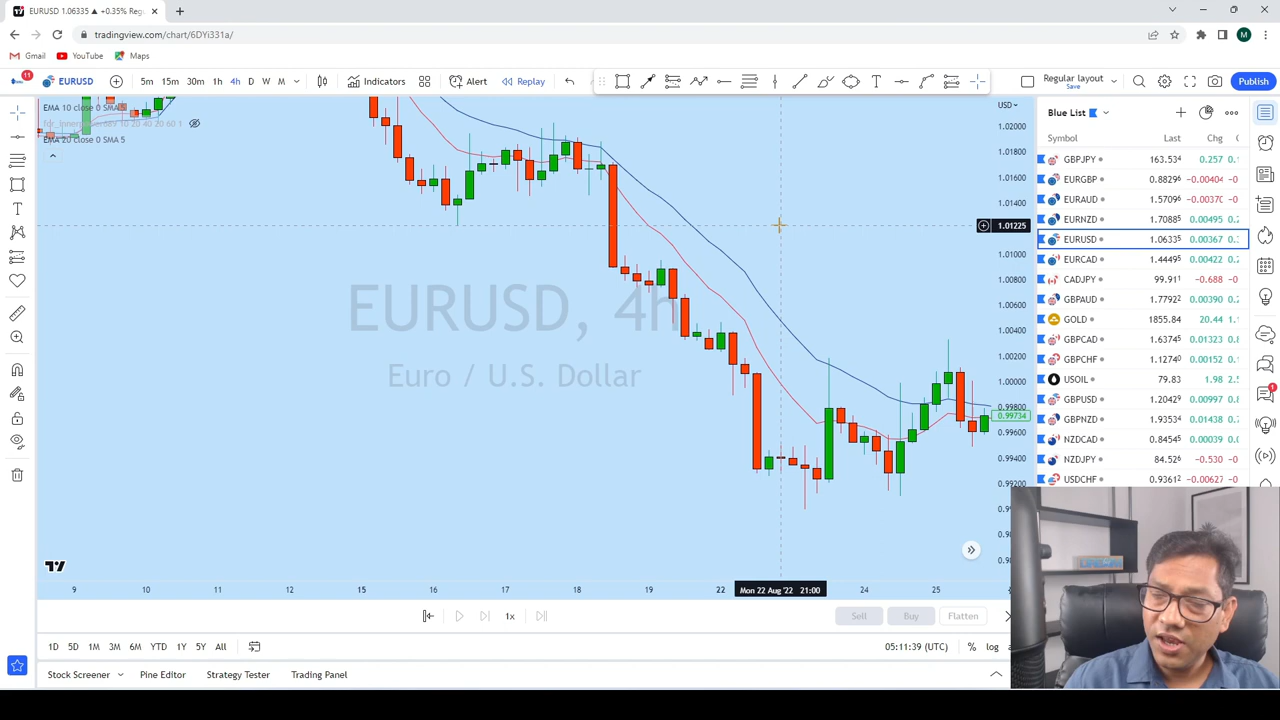 EURUSD 1.06335 ▲ +0.35% Reg
tradingview.com/chart/6DYi331a/
M
Gmail YouTube Maps
11 EURUSD 5m 15m 30m 1h 4h D W M Indicators Alert Replay T Regular layout Save Publish
EMA 10 close 0 SMA 5
EMA 20 close 0 SMA 5
EURUSD, 4h
Euro / U.S. Dollar
USD
1.02000
1.01800
1.01600
1.01400
1.01225
1.01000
1.00800
1.00600
1.00400
1.00200
1.00000
0.99800
0.99734
0.99600
0.99400
0.99200
9 10 11 12 15 16 17 18 19 22 Mon 22 Aug '22 21:00 24 25
1x Sell Buy Flatten
1D 5D 1M 3M 6M YTD 1Y 5Y All 05:11:39 (UTC) % log
Stock Screener Pine Editor Strategy Tester Trading Panel
Blue List
Symbol Last Chg
GBPJPY 163.534 0.257
EURGBP 0.88296 -0.00404
EURAUD 1.57096 -0.00370
EURNZD 1.70885 0.00495
EURUSD 1.06335 0.00367
EURCAD 1.44495 0.00422
CADJPY 99.911 -0.688
GBPAUD 1.77922 0.00390
GOLD 1855.84 20.44
GBPCAD 1.63745 0.01323
GBPCHF 1.12740 0.00152
USOIL 79.83 1.98
GBPUSD 1.20429 0.00997
GBPNZD 1.93534 0.01438
NZDCAD 0.84545 0.00039
NZDJPY 84.526 -0.530
USDCHF 0.93612 -0.00627
1